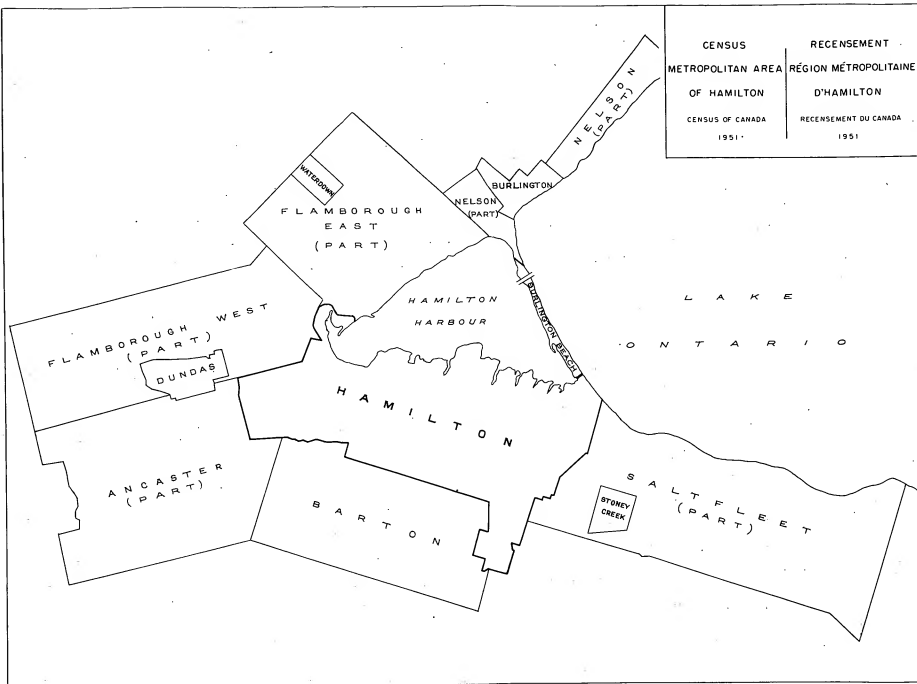 CENSUS
METROPOLITAN AREA
OF HAMILTON
CENSUS OF CANADA
1951
RECENSEMENT
RÉGION MÉTROPOLITAINE
D'HAMILTON
RECENSEMENT DU CANADA
1951
NELSON
(PART)
BURLINGTON
NELSON
(PART)
WATERDOWN
FLAMBOROUGH
EAST
(PART)
HAMILTON
HARBOUR
BURLINGTON BEACH
LAKE
ONTARIO
FLAMBOROUGH WEST
(PART)
DUNDAS
HAMILTON
ANCASTER
(PART)
BARTON
SALTFLEET
(PART)
STONEY
CREEK